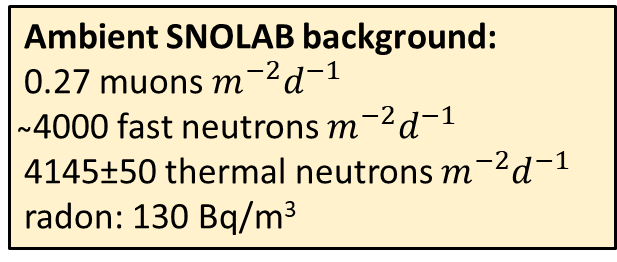 Ambient SNOLAB background:
0.27 muons m⁻²d⁻¹
~4000 fast neutrons m⁻²d⁻¹
4145±50 thermal neutrons m⁻²d⁻¹
radon: 130 Bq/m³